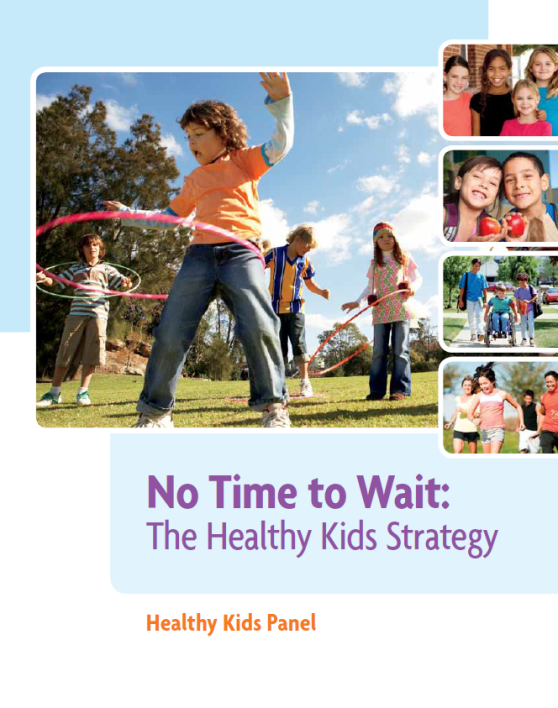 No Time to Wait:
The Healthy Kids Strategy
Healthy Kids Panel